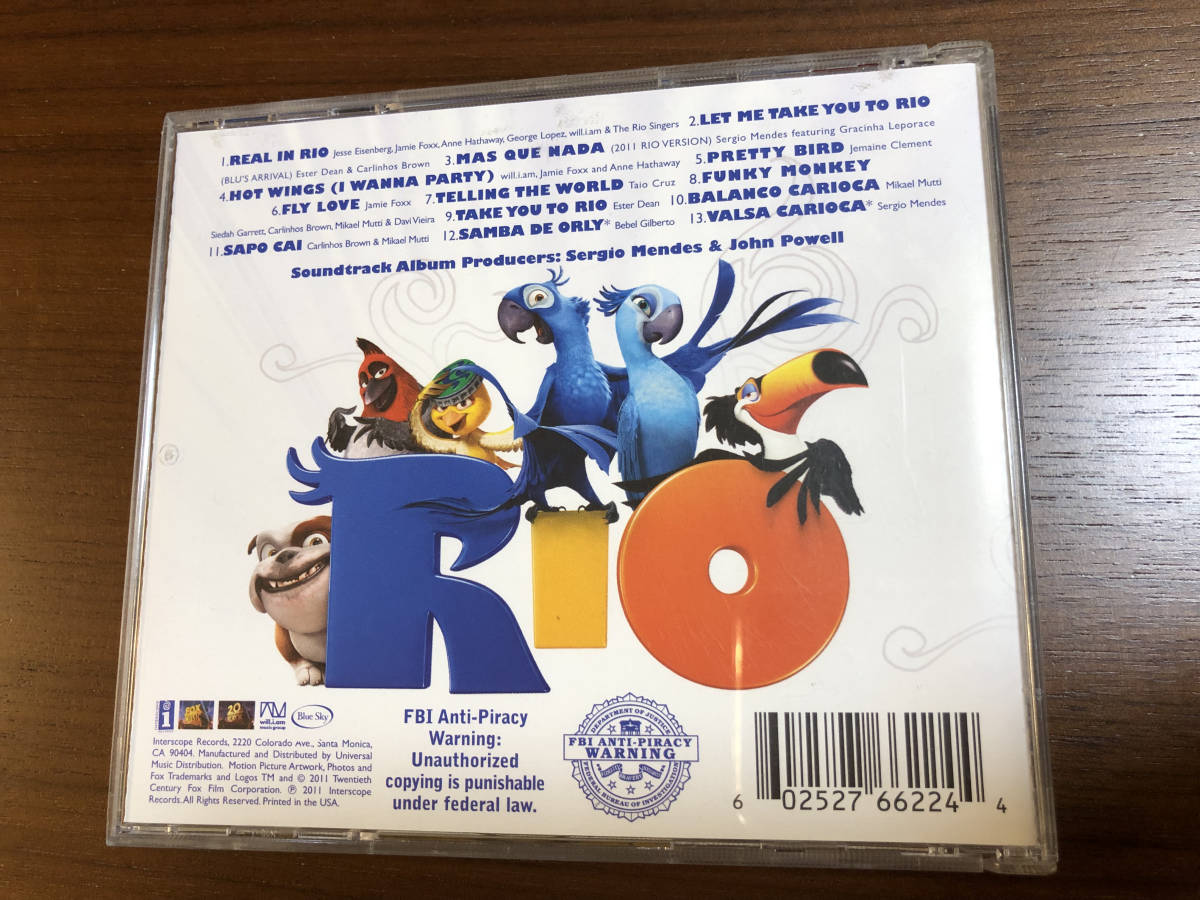 1.REAL IN RIO Jesse Eisenberg, Jamie Foxx, Anne Hathaway, George Lopez, will.i.am & The Rio Singers 2.LET ME TAKE YOU TO RIO
(BLU'S ARRIVAL) Ester Dean & Carlinhos Brown 3.MAS QUE NADA (2011 RIO VERSION) Sergio Mendes featuring Gracinha Leporace
4.HOT WINGS (I WANNA PARTY) will.i.am, Jamie Foxx and Anne Hathaway 5.PRETTY BIRD Jemaine Clement
6.FLY LOVE Jamie Foxx 7.TELLING THE WORLD Taio Cruz 8.FUNKY MONKEY
Siedah Garrett, Carlinhos Brown, Mikael Mutti & Davi Vieira 9.TAKE YOU TO RIO Ester Dean 10.BALANCO CARIOCA Mikael Mutti
11.SAPO CAI Carlinhos Brown & Mikael Mutti 12.SAMBA DE ORLY* Bebel Gilberto 13.VALSA CARIOCA* Sergio Mendes
Soundtrack Album Producers: Sergio Mendes & John Powell
RIO
will.i.am
music group
Blue Sky
Interscope Records, 2220 Colorado Ave., Santa Monica,
CA 90404. Manufactured and Distributed by Universal
Music Distribution. Motion Picture Artwork, Photos and
Fox Trademarks and Logos TM and © 2011 Twentieth
Century Fox Film Corporation. ℗ 2011 Interscope
Records. All Rights Reserved. Printed in the USA.
FBI Anti-Piracy
Warning:
Unauthorized
copying is punishable
under federal law.
DEPARTMENT OF JUSTICE
FBI ANTI-PIRACY
WARNING
FEDERAL BUREAU OF INVESTIGATION
6 02527 66224 4